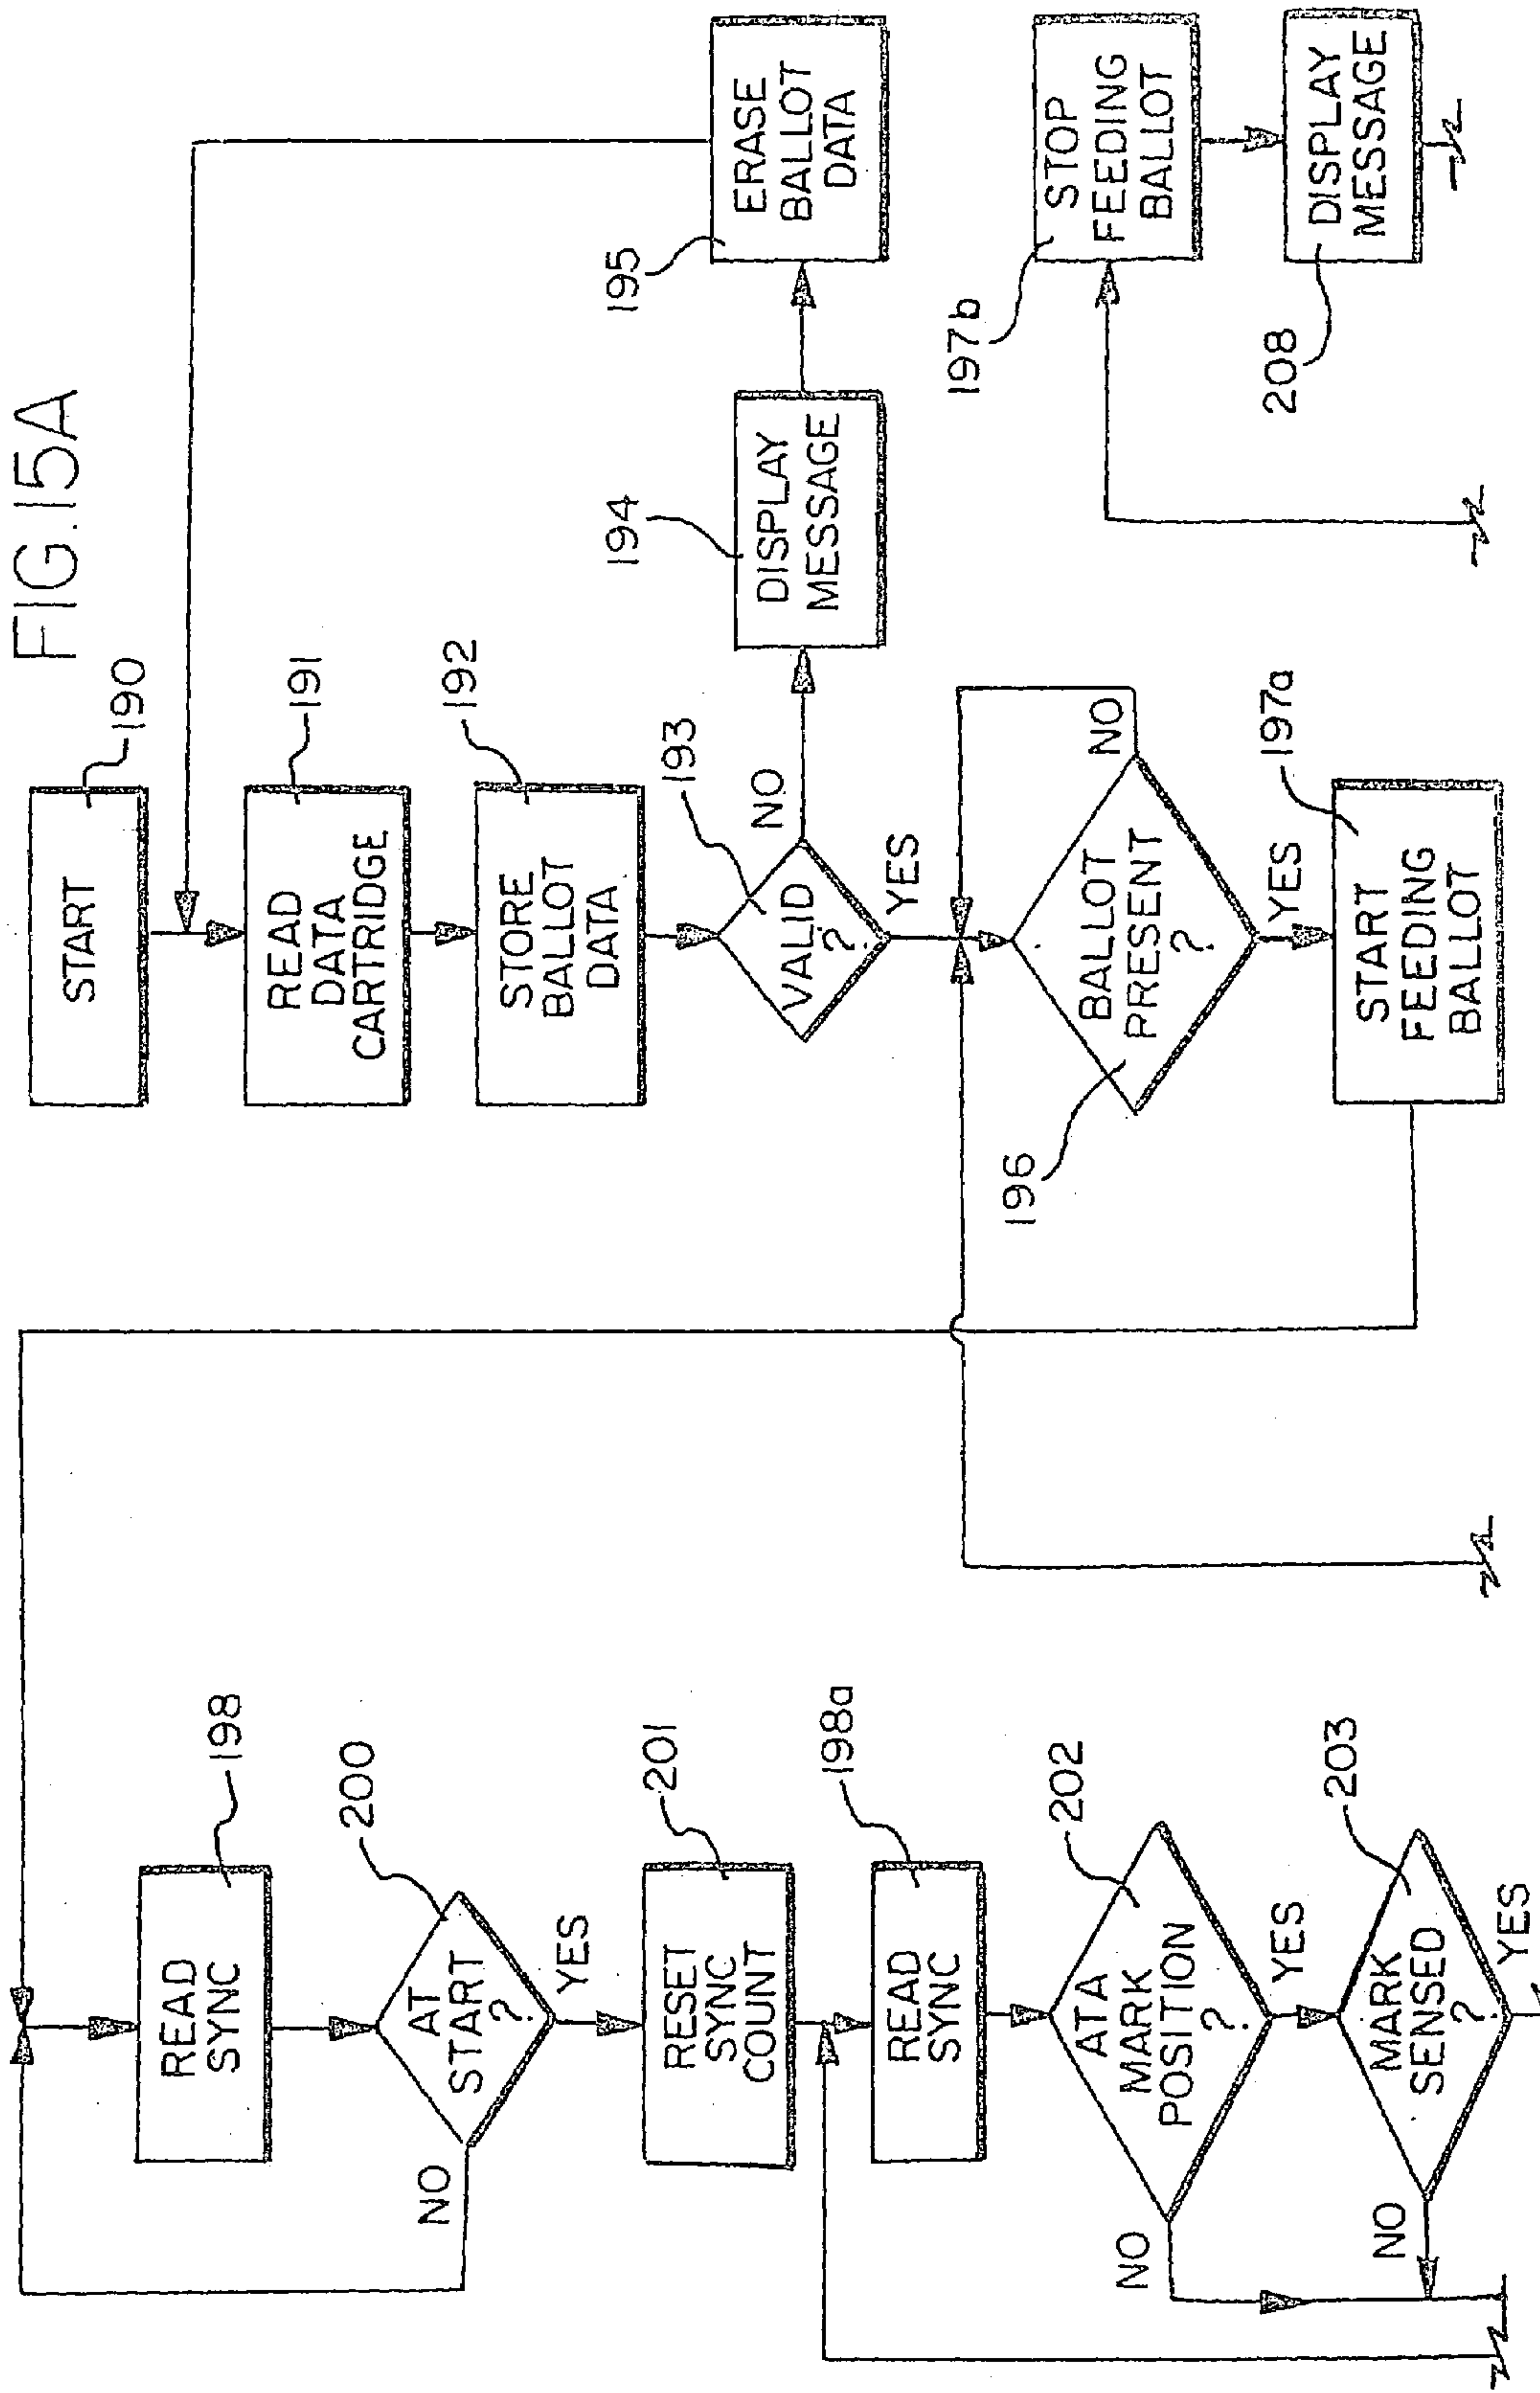 FIG.15A
START
190
READ
DATA
CARTRIDGE
191
STORE
BALLOT
DATA
192
VALID
?
193
NO
YES
DISPLAY
MESSAGE
194
ERASE
BALLOT
DATA
195
BALLOT
PRESENT
?
196
NO
YES
START
FEEDING
BALLOT
197a
STOP
FEEDING
BALLOT
197b
DISPLAY
MESSAGE
208
READ
SYNC
198
AT
START
?
200
NO
YES
RESET
SYNC
COUNT
201
READ
SYNC
198a
AT A
MARK
POSITION
?
202
NO
YES
MARK
SENSED
?
203
NO
YES